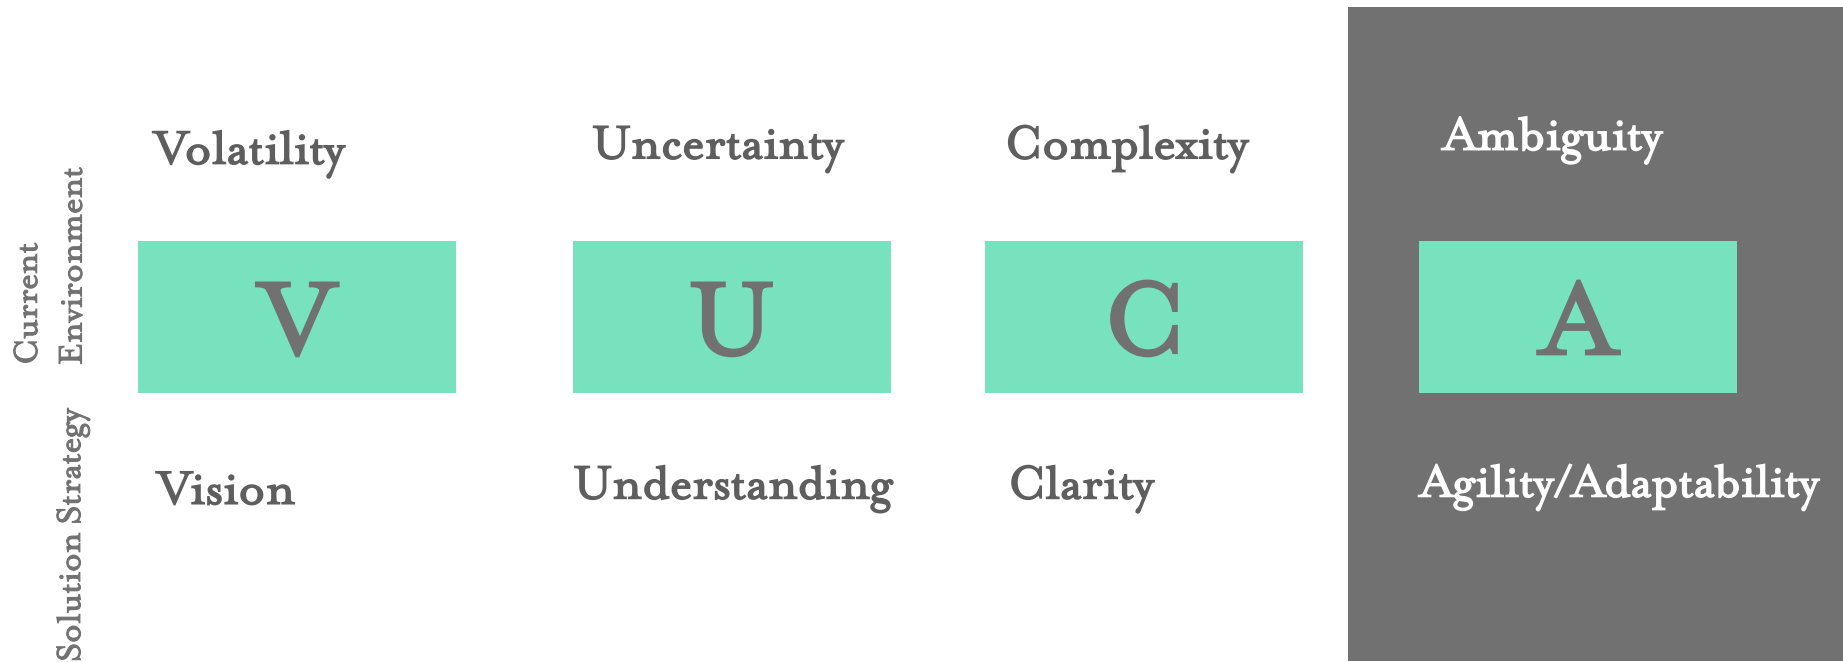 Volatility
Uncertainty
Complexity
Ambiguity
Current
Environment
V
U
C
A
Solution Strategy
Vision
Understanding
Clarity
Agility/Adaptability